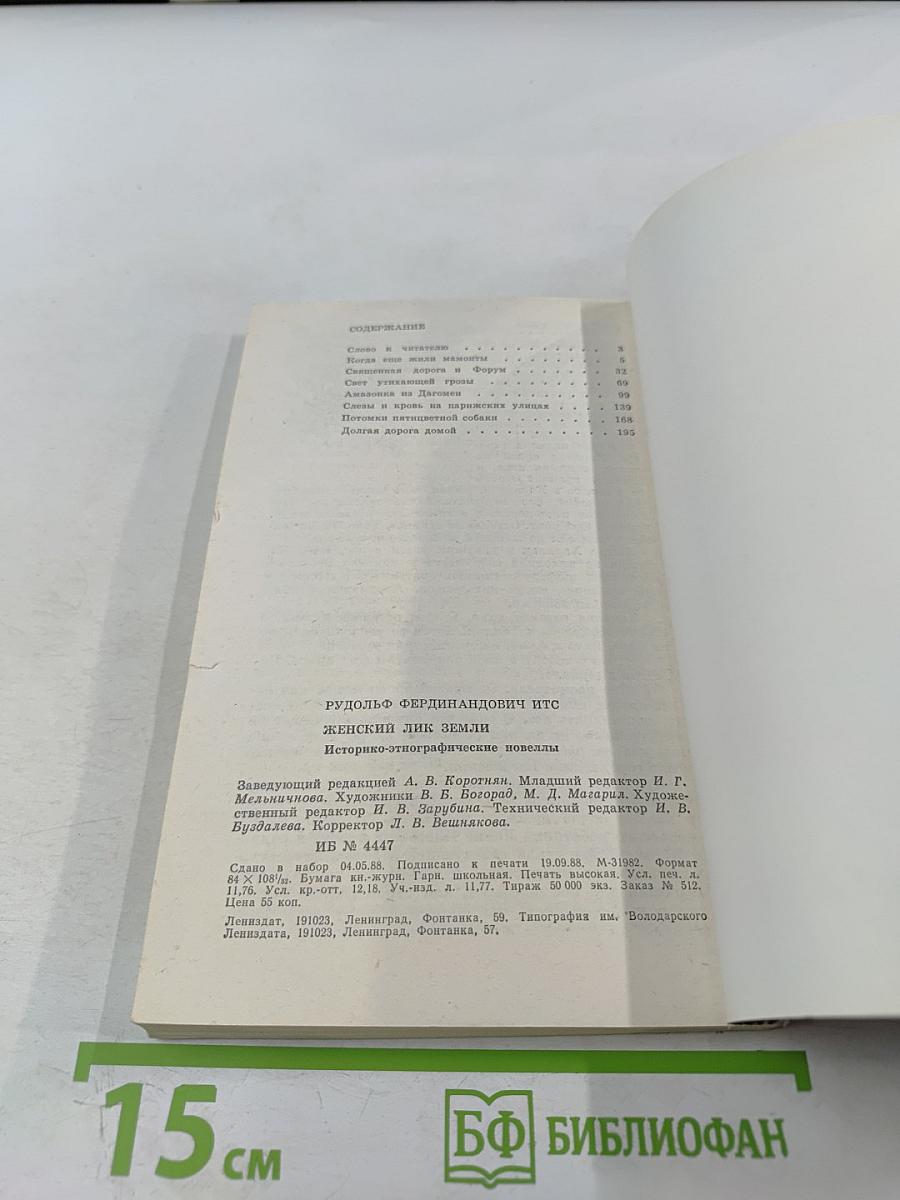 СОДЕРЖАНИЕ
Слово к читателю . . . . . . . . . . . 3
Когда еще жили мамонты . . . . . . . . 5
Священная дорога и Форум . . . . . . . 32
Свет утихающей грозы . . . . . . . . . 69
Амазонка из Дагомеи . . . . . . . . . 99
Слезы и кровь на парижских улицах . . . . 139
Потомки пятицветной собаки . . . . . . . . 168
Долгая дорога домой . . . . . . . . . . . 195
РУДОЛЬФ ФЕРДИНАНДОВИЧ ИТС
ЖЕНСКИЙ ЛИК ЗЕМЛИ
Историко-этнографические новеллы
Заведующий редакцией А. В. Коротнян. Младший редактор И. Г.
Мельничнова. Художники В. Б. Богорад, М. Д. Магарил. Художе-
ственный редактор И. В. Зарубина. Технический редактор И. В.
Буздалева. Корректор Л. В. Вешнякова.
ИБ № 4447
Сдано в набор 04.05.88. Подписано к печати 19.09.88. М-31982. Формат
84×108¹/₃₂. Бумага кн.-журн. Гарн. школьная. Печать высокая. Усл. печ. л.
11,76. Усл. кр.-отт. 12,18. Уч.-изд. л. 11,77. Тираж 50 000 экз. Заказ № 512.
Цена 55 коп.
Лениздат, 191023, Ленинград, Фонтанка, 59. Типография им. Володарского
Лениздата, 191023, Ленинград, Фонтанка, 57.
15 см
БФ БИБЛИОФАН